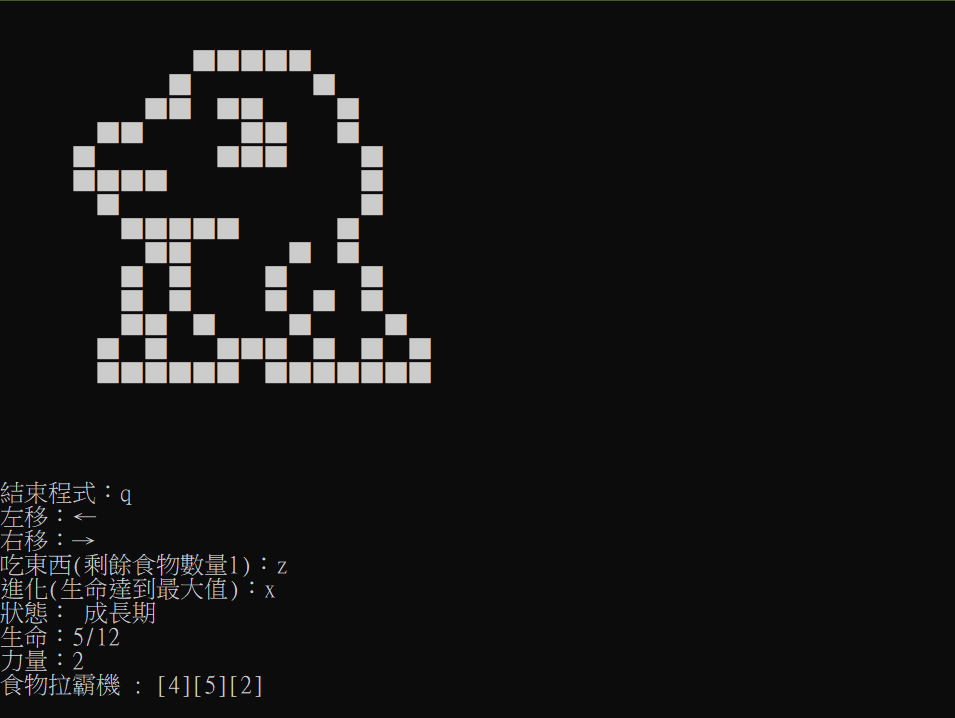 結束程式：q
左移：←
右移：→
吃東西(剩餘食物數量1)：z
進化(生命達到最大值)：x
狀態： 成長期
生命：5/12
力量：2
食物拉霸機 : [4][5][2]